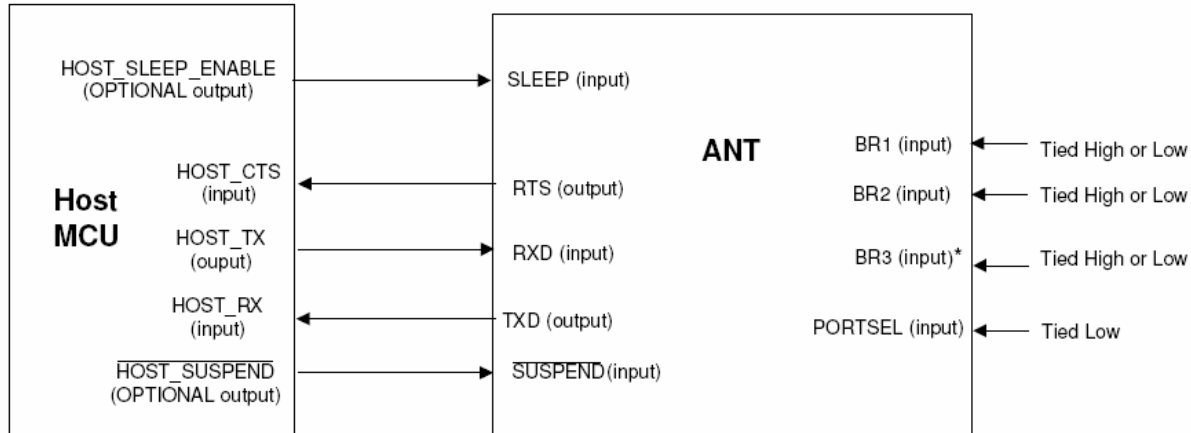 HOST_SLEEP_ENABLE
(OPTIONAL output)
SLEEP (input)
ANT
BR1 (input)
Tied High or Low
HOST_CTS
(input)
RTS (output)
BR2 (input)
Tied High or Low
Host
MCU
HOST_TX
(ouput)
RXD (input)
BR3 (input)*
Tied High or Low
HOST_RX
(input)
TXD (output)
PORTSEL (input)
Tied Low
HOST_SUSPEND
(OPTIONAL output)
SUSPEND (input)